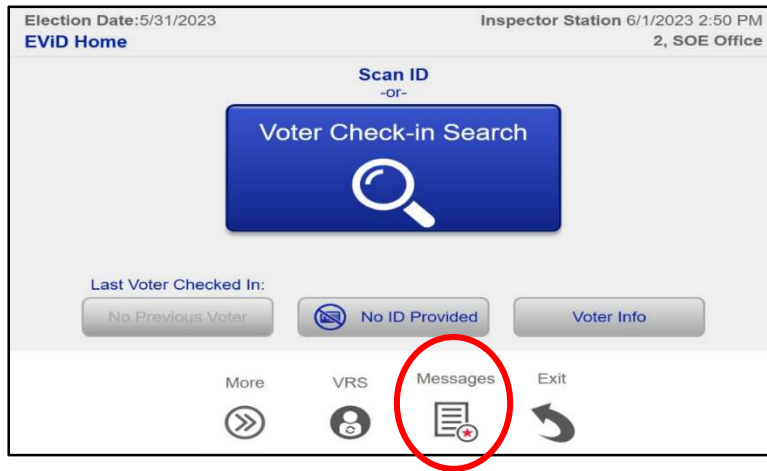 Election Date:5/31/2023 Inspector Station 6/1/2023 2:50 PM
EViD Home 2, SOE Office
Scan ID
-or-
Voter Check-in Search
Last Voter Checked In:
No Previous Voter No ID Provided Voter Info
More VRS Messages Exit